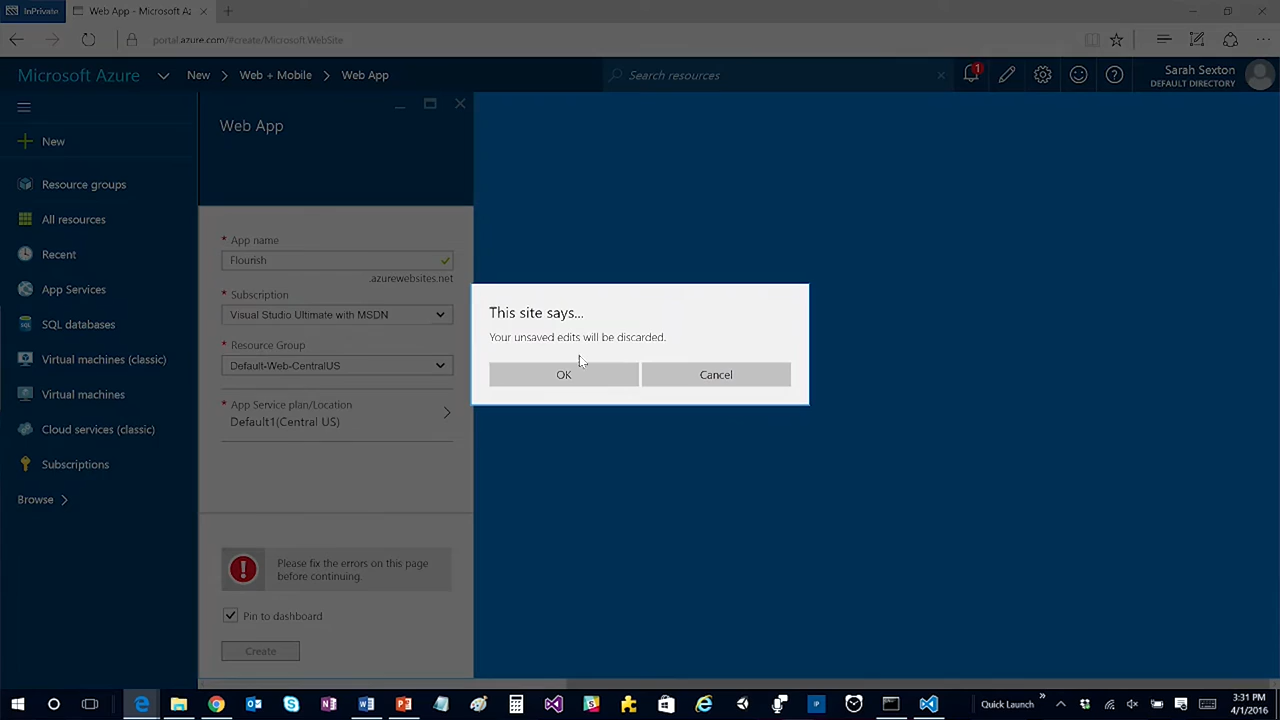 InPrivate
Web App - Microsoft Az
portal.azure.com/#create/Microsoft.WebSite
Microsoft Azure
New
Web + Mobile
Web App
Search resources
1
Sarah Sexton
DEFAULT DIRECTORY
New
Resource groups
All resources
Recent
App Services
SQL databases
Virtual machines (classic)
Virtual machines
Cloud services (classic)
Subscriptions
Browse
Web App
* App name
Flourish
.azurewebsites.net
* Subscription
Visual Studio Ultimate with MSDN
* Resource Group
Default-Web-CentralUS
* App Service plan/Location
Default1(Central US)
Please fix the errors on this page
before continuing.
Pin to dashboard
Create
This site says...
Your unsaved edits will be discarded.
OK
Cancel
Quick Launch
3:31 PM
4/1/2016